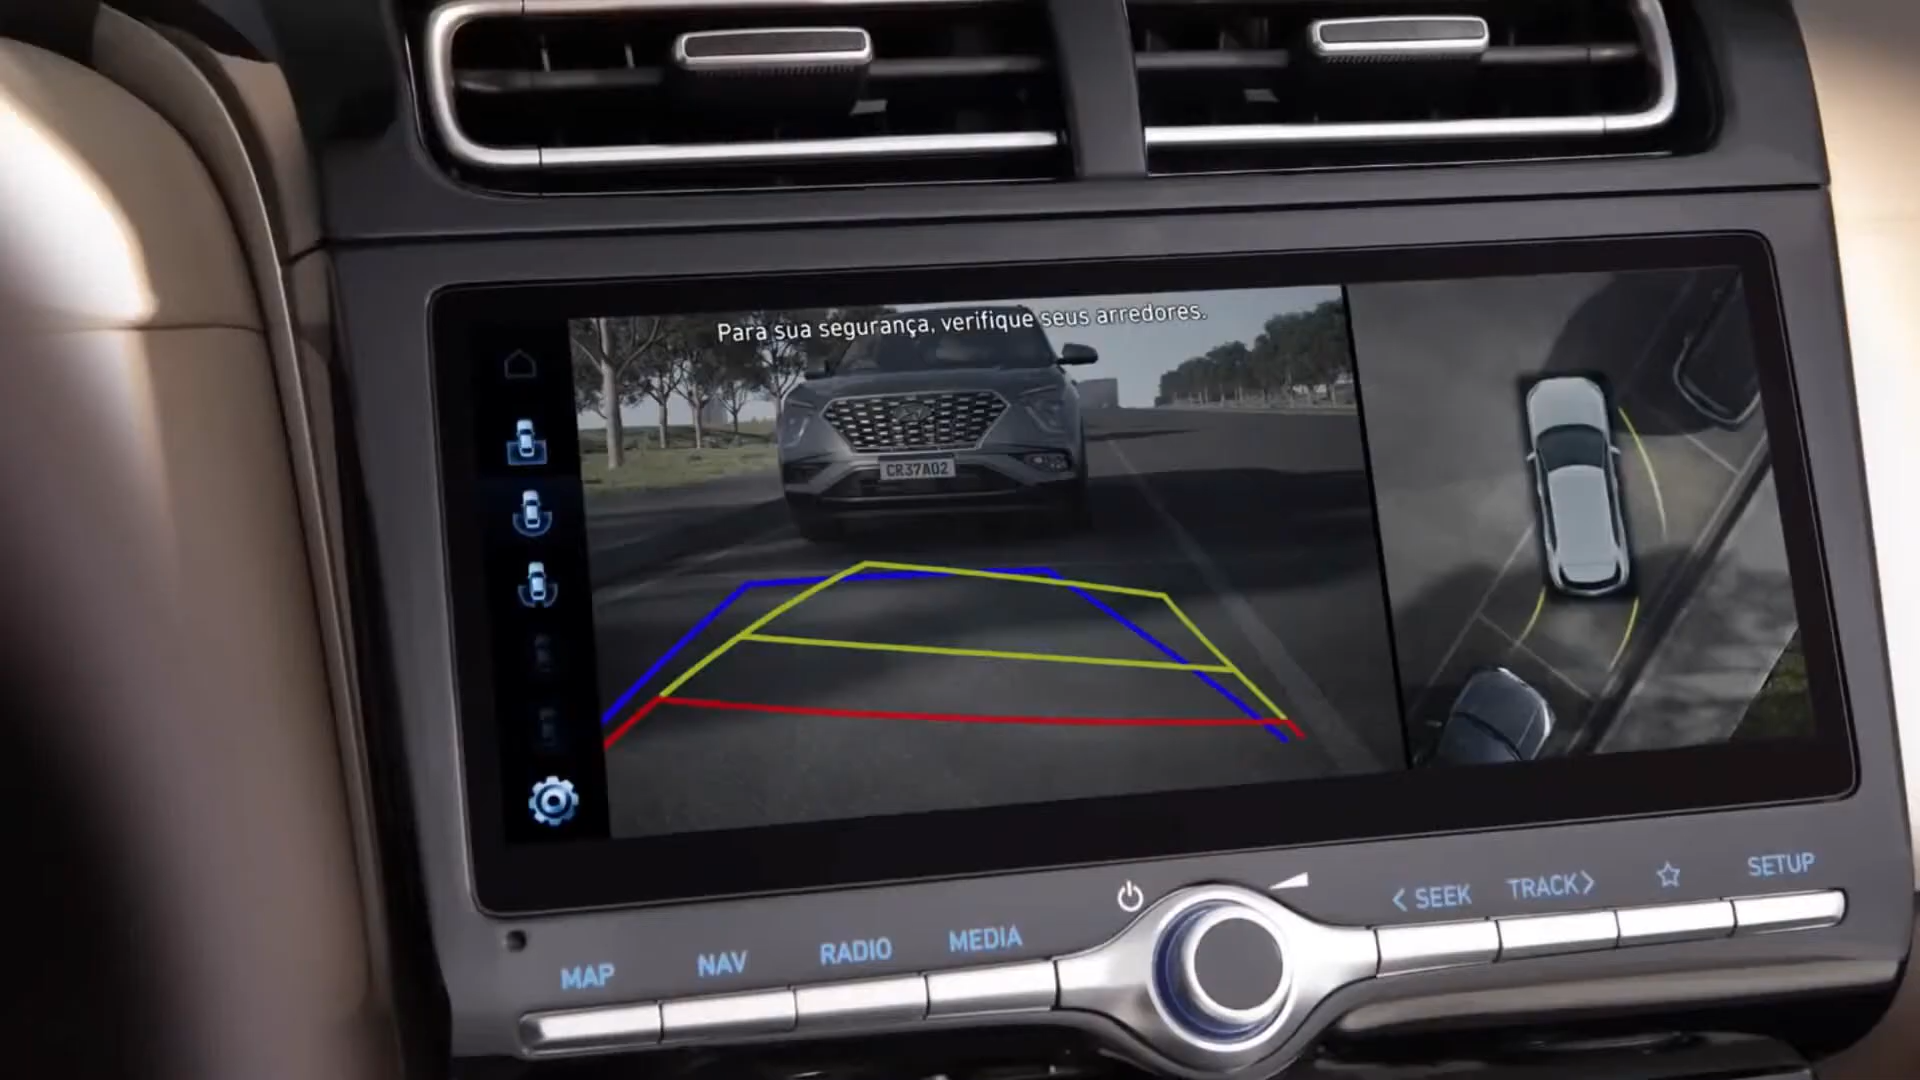 Para sua segurança, verifique seus arredores.
CR37A02
MAP
NAV
RADIO
MEDIA
< SEEK
TRACK >
SETUP